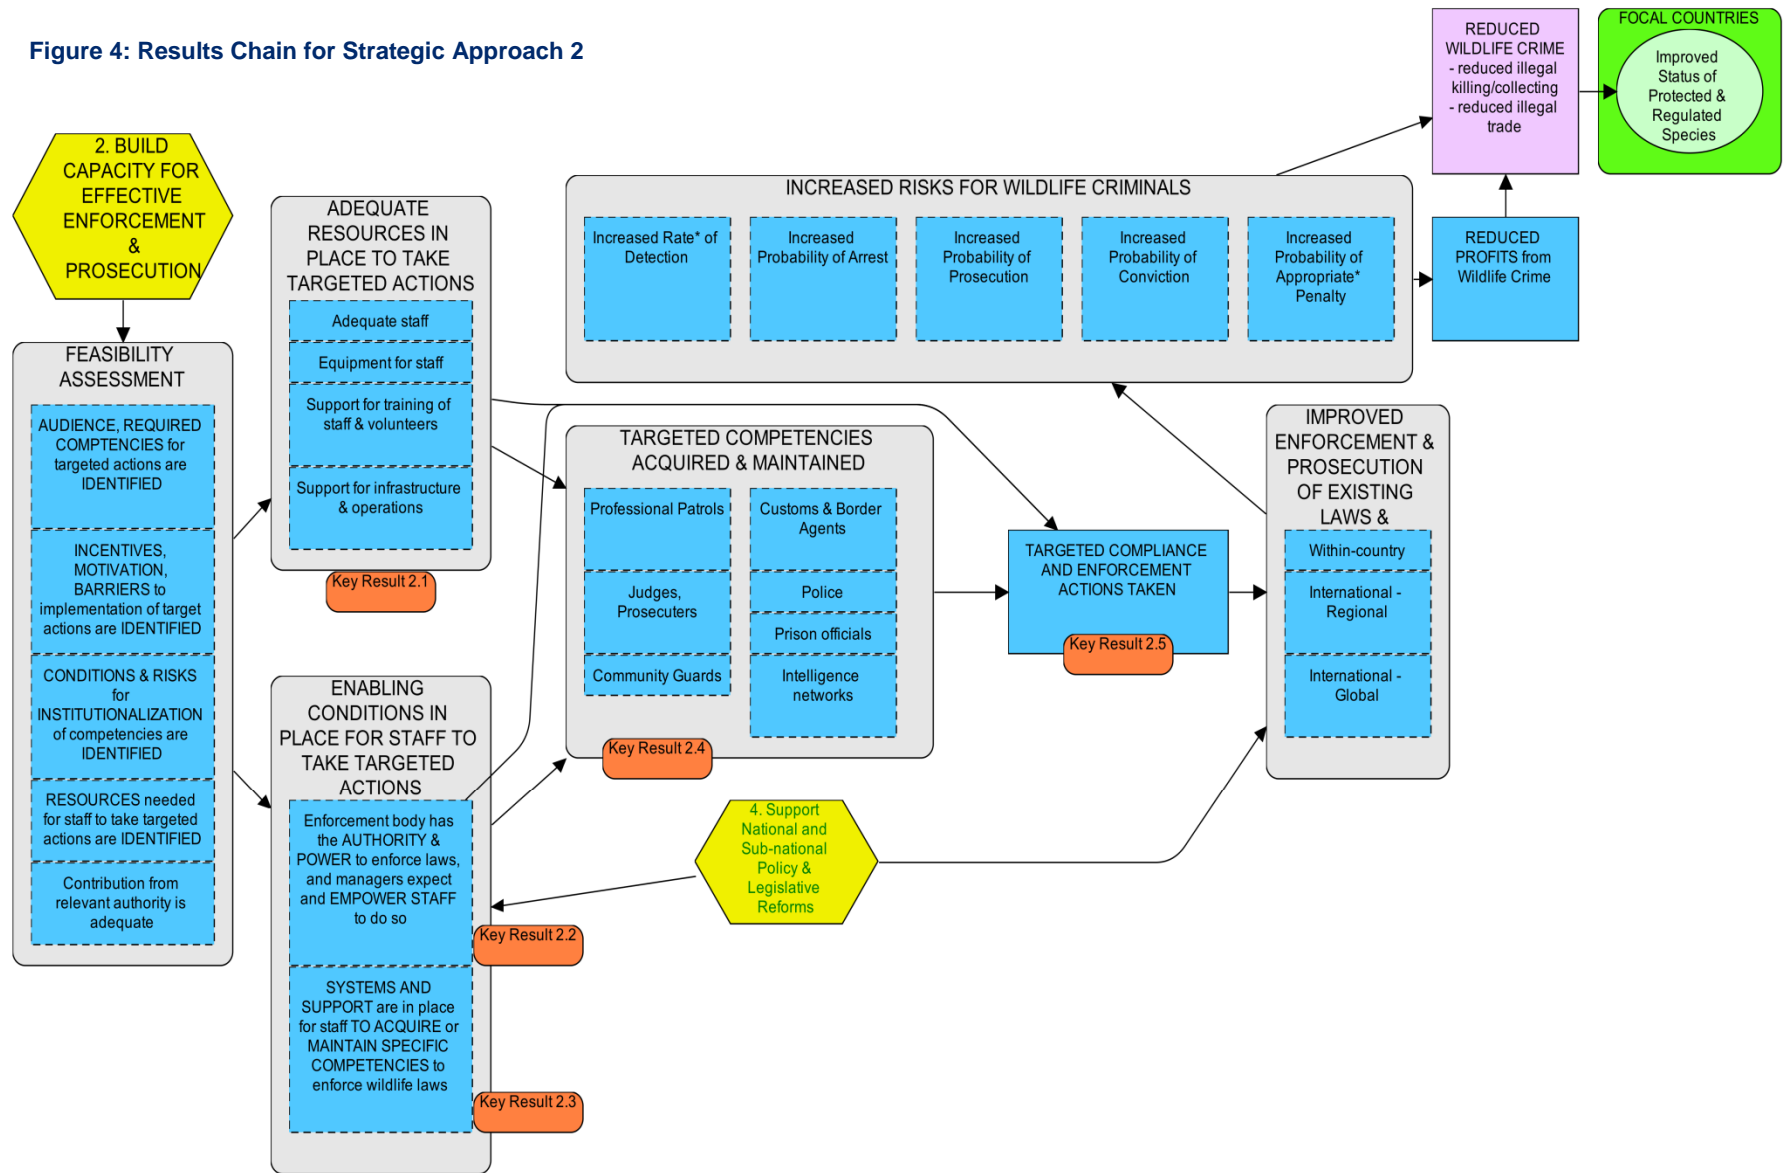 Figure 4: Results Chain for Strategic Approach 2
2. BUILD
CAPACITY FOR
EFFECTIVE
ENFORCEMENT
&
PROSECUTION
FEASIBILITY
ASSESSMENT
AUDIENCE, REQUIRED
COMPTENCIES for
targeted actions are
IDENTIFIED
INCENTIVES,
MOTIVATION,
BARRIERS to
implementation of target
actions are IDENTIFIED
CONDITIONS & RISKS
for
INSTITUTIONALIZATION
of competencies are
IDENTIFIED
RESOURCES needed
for staff to take targeted
actions are IDENTIFIED
Contribution from
relevant authority is
adequate
ADEQUATE
RESOURCES IN
PLACE TO TAKE
TARGETED ACTIONS
Adequate staff
Equipment for staff
Support for training of
staff & volunteers
Support for infrastructure
& operations
Key Result 2.1
ENABLING
CONDITIONS IN
PLACE FOR STAFF TO
TAKE TARGETED
ACTIONS
Enforcement body has
the AUTHORITY &
POWER to enforce laws,
and managers expect
and EMPOWER STAFF
to do so
Key Result 2.2
SYSTEMS AND
SUPPORT are in place
for staff TO ACQUIRE or
MAINTAIN SPECIFIC
COMPETENCIES to
enforce wildlife laws
Key Result 2.3
TARGETED COMPETENCIES
ACQUIRED & MAINTAINED
Professional Patrols
Judges,
Prosecuters
Community Guards
Customs & Border
Agents
Police
Prison officials
Intelligence
networks
Key Result 2.4
4. Support
National and
Sub-national
Policy &
Legislative
Reforms
TARGETED COMPLIANCE
AND ENFORCEMENT
ACTIONS TAKEN
Key Result 2.5
IMPROVED
ENFORCEMENT &
PROSECUTION
OF EXISTING
LAWS &
Within-country
International -
Regional
International -
Global
INCREASED RISKS FOR WILDLIFE CRIMINALS
Increased Rate* of
Detection
Increased
Probability of Arrest
Increased
Probability of
Prosecution
Increased
Probability of
Conviction
Increased
Probability of
Appropriate*
Penalty
REDUCED
PROFITS from
Wildlife Crime
REDUCED
WILDLIFE CRIME
- reduced illegal
killing/collecting
- reduced illegal
trade
FOCAL COUNTRIES
Improved
Status of
Protected &
Regulated
Species